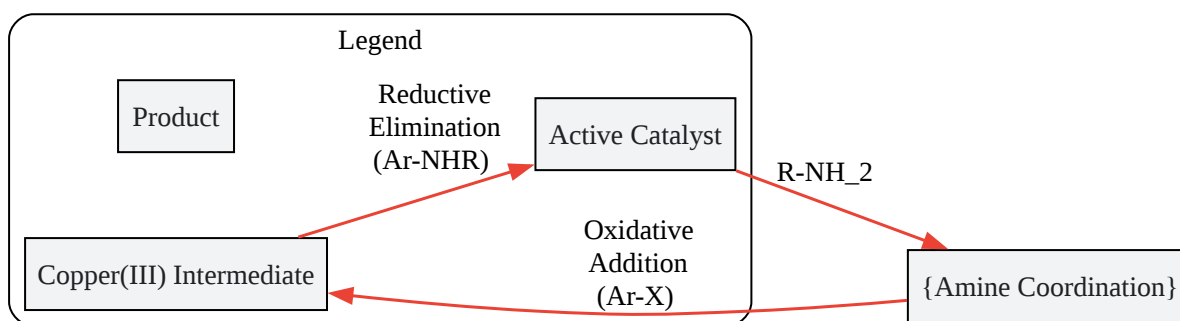 Legend
Product
Reductive
Elimination
(Ar-NHR)
Active Catalyst
R-NH_2
Oxidative
Addition
(Ar-X)
Copper(III) Intermediate
{Amine Coordination}